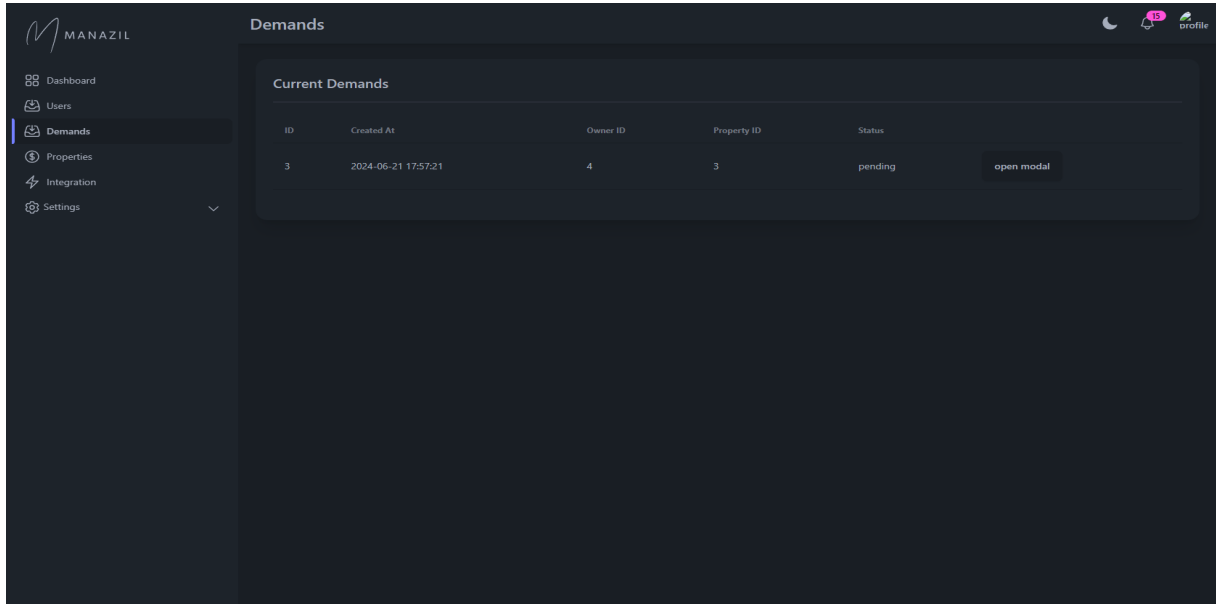 MANAZIL
Demands
15
profile
Dashboard
Users
Demands
Properties
Integration
Settings
Current Demands
ID Created At Owner ID Property ID Status
3 2024-06-21 17:57:21 4 3 pending open modal